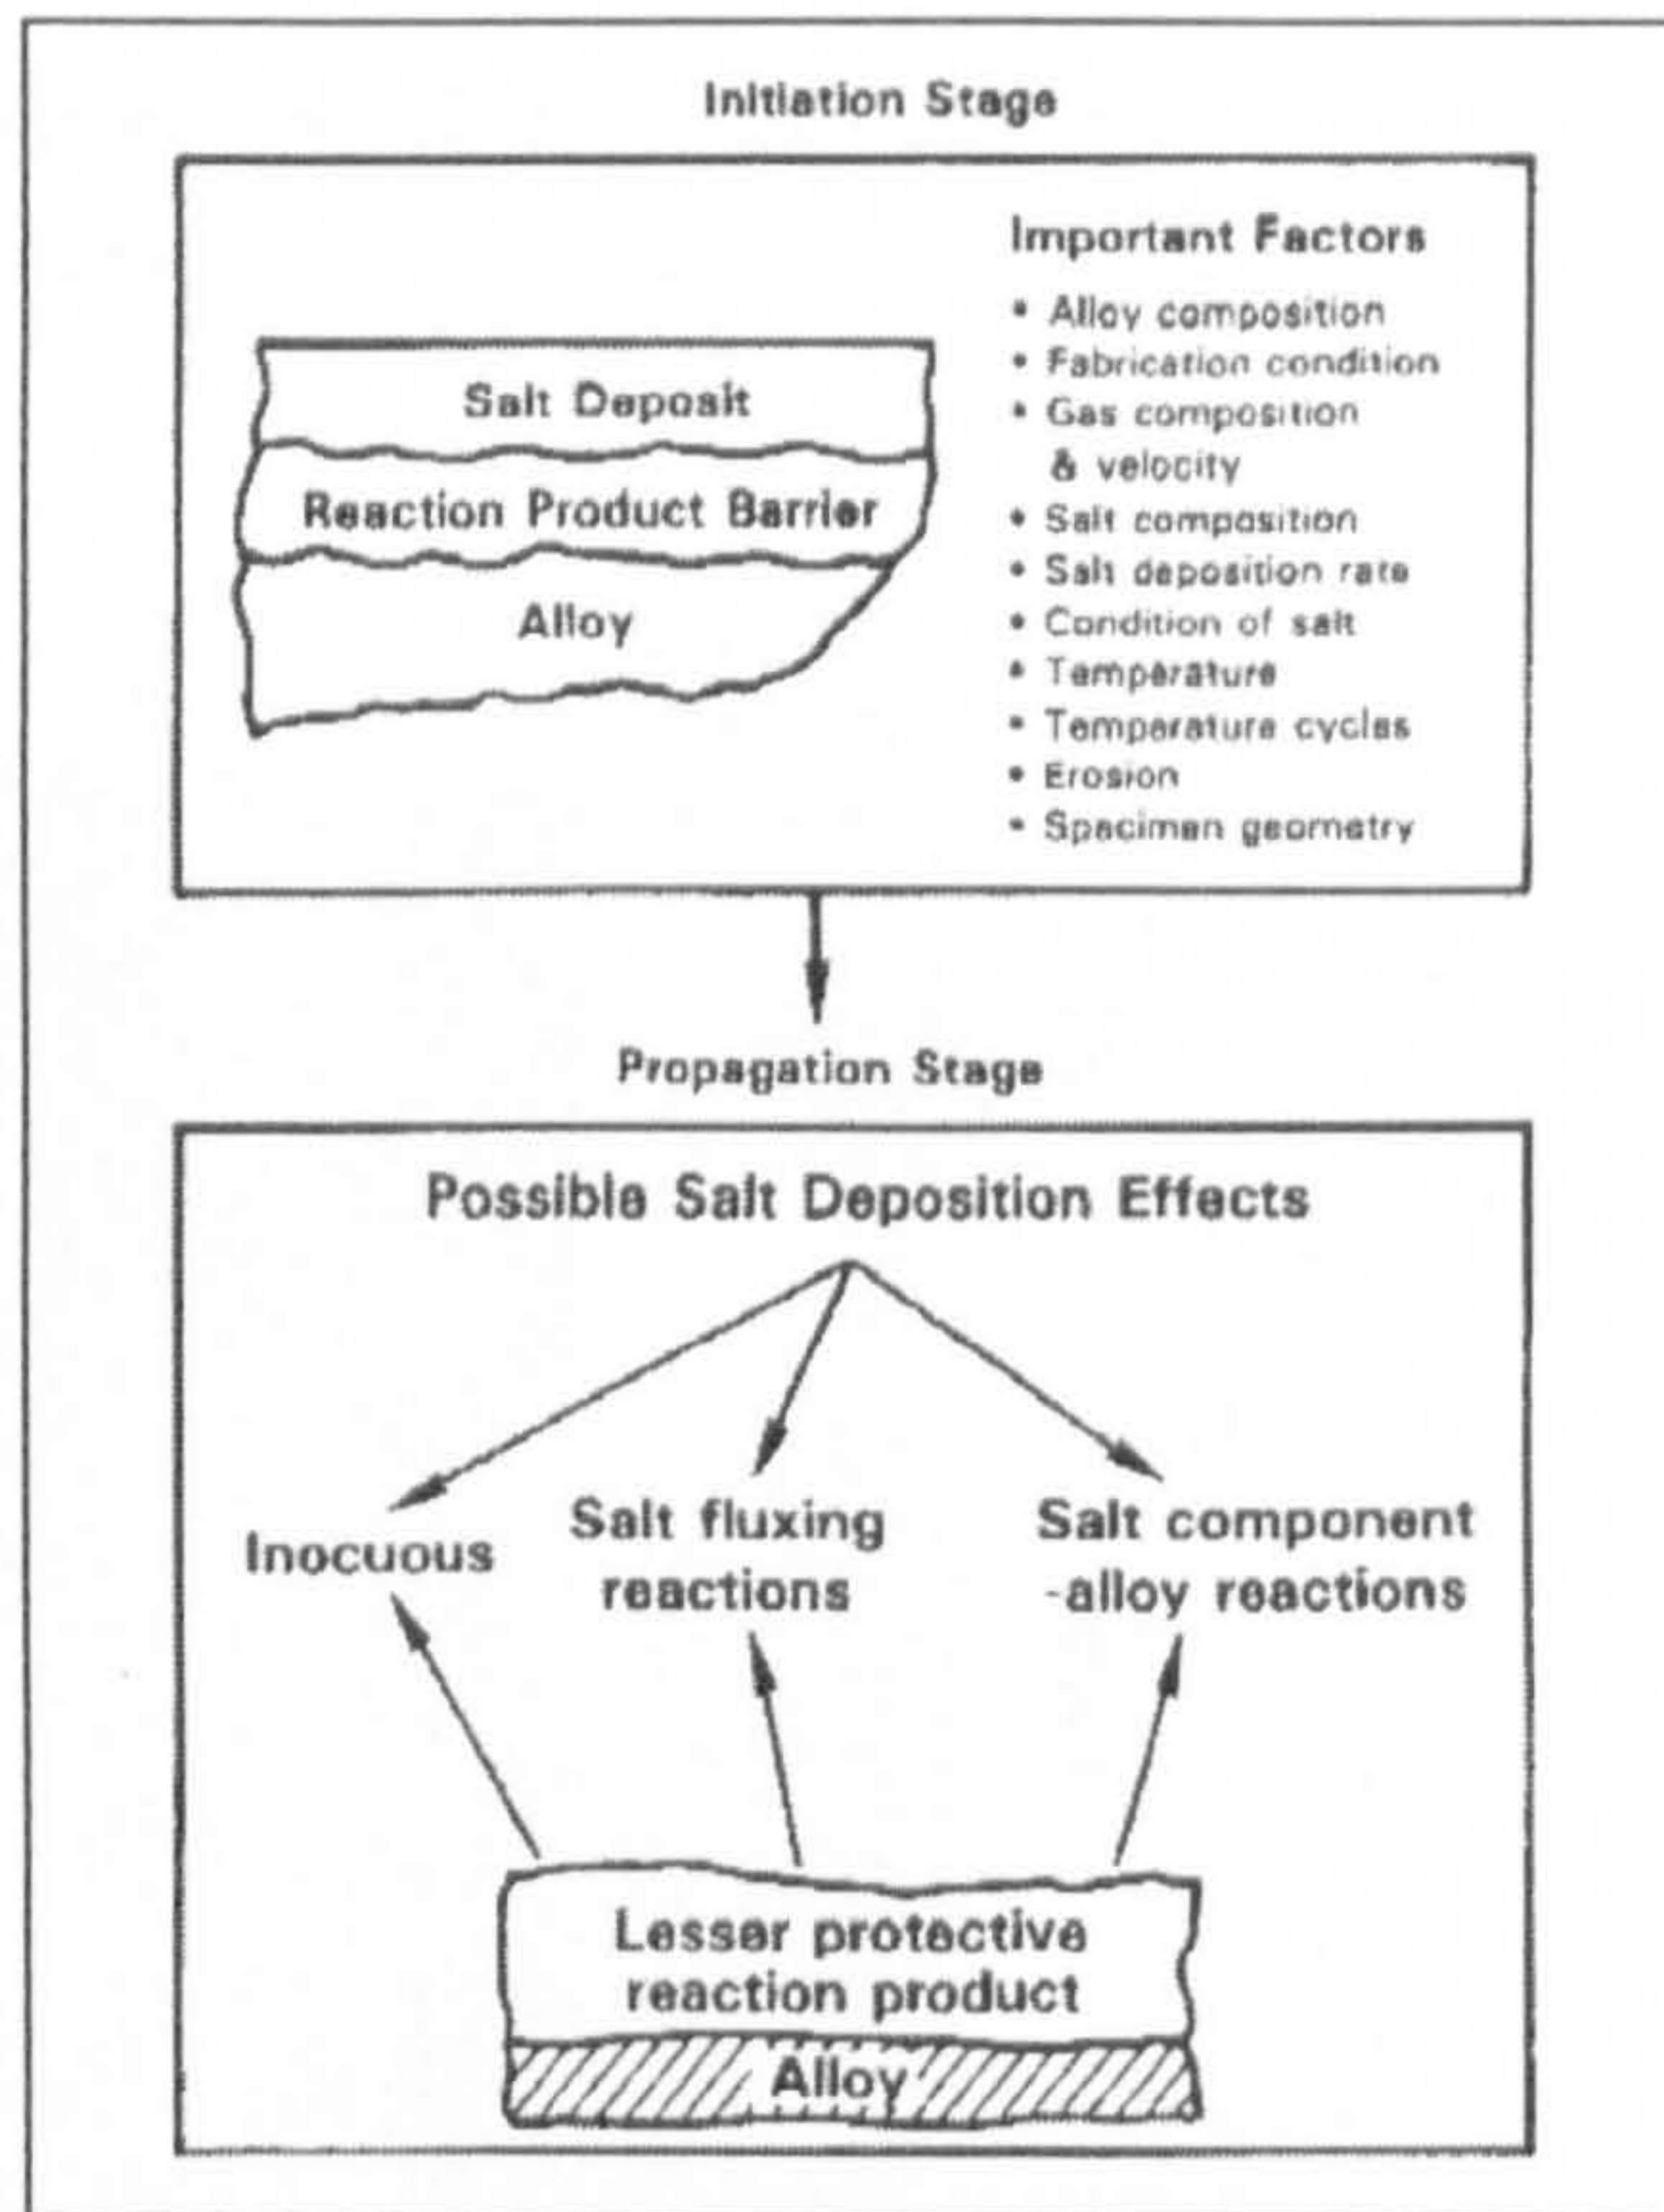 Initiation Stage
Salt Deposit
Reaction Product Barrier
Alloy
Important Factors
• Alloy composition
• Fabrication condition
• Gas composition
& velocity
• Salt composition
• Salt deposition rate
• Condition of salt
• Temperature
• Temperature cycles
• Erosion
• Specimen geometry
Propagation Stage
Possible Salt Deposition Effects
Inocuous
Salt fluxing
reactions
Salt component
-alloy reactions
Lesser protective
reaction product
Alloy